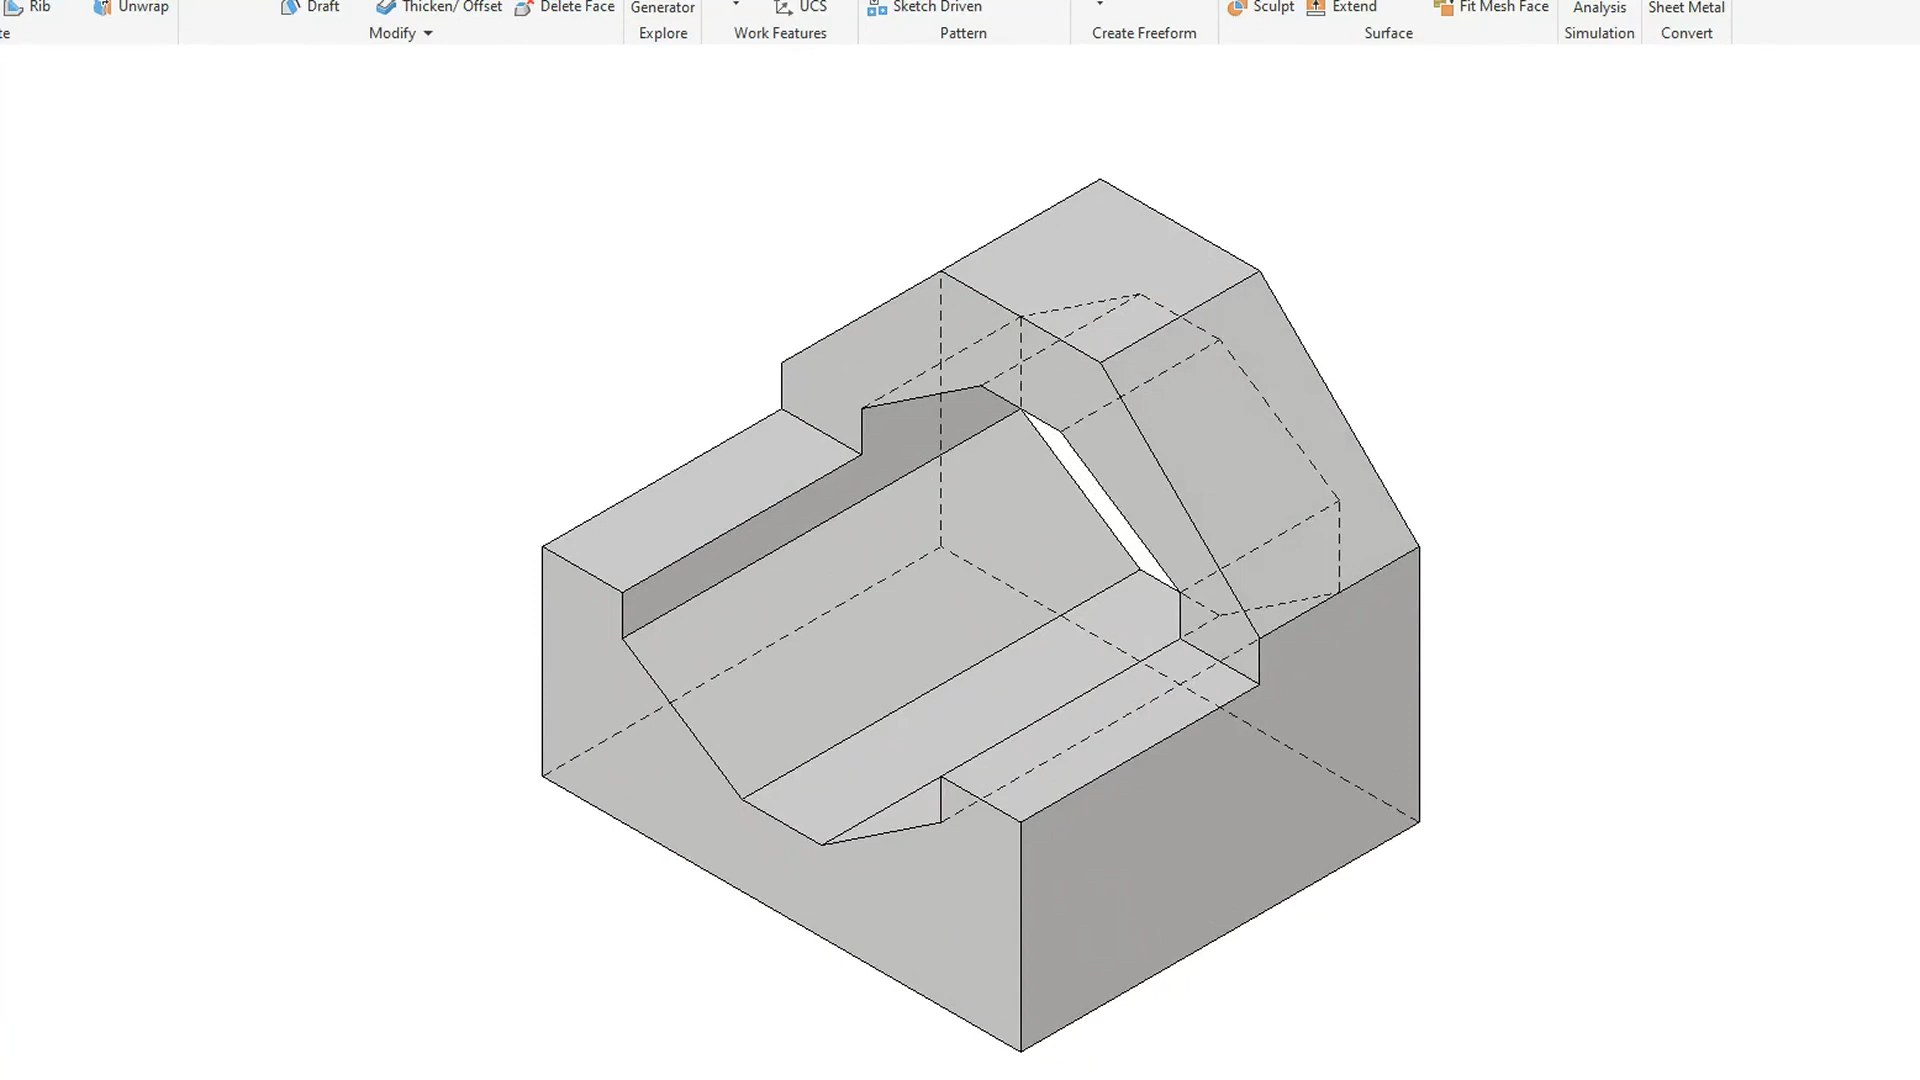 Rib Unwrap Draft Thicken/ Offset Delete Face Generator UCS Sketch Driven Sculpt Extend Fit Mesh Face Analysis Sheet Metal
te Modify Explore Work Features Pattern Create Freeform Surface Simulation Convert